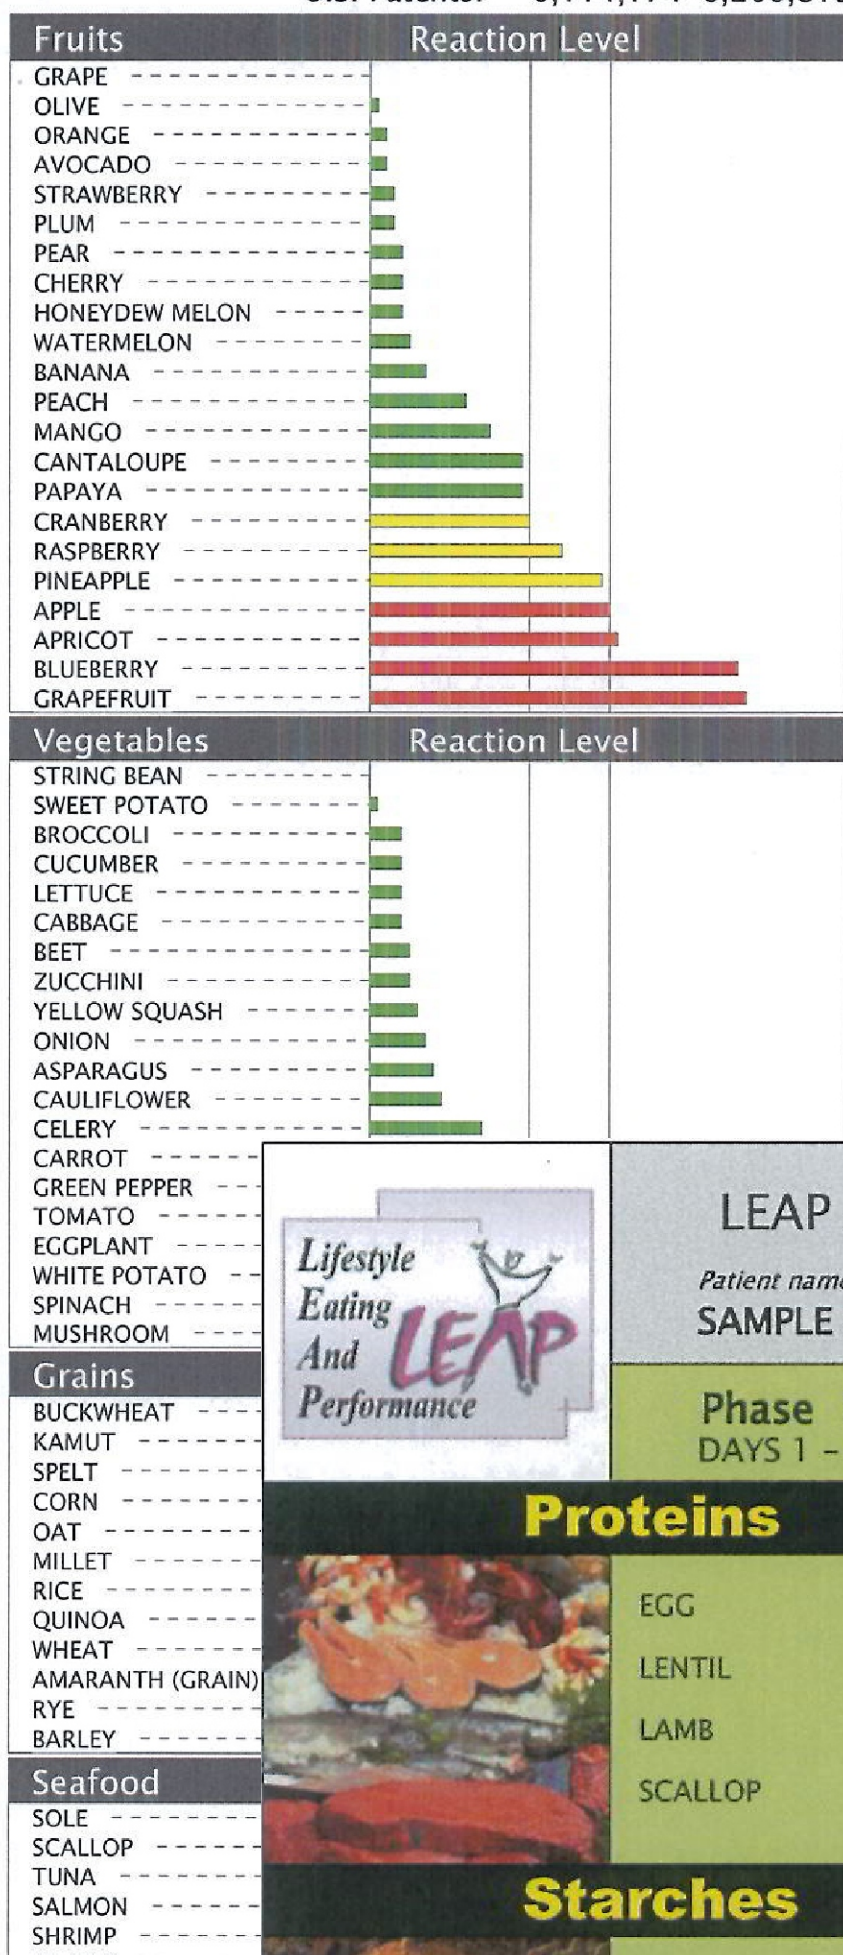 Fruits Reaction Level
GRAPE
OLIVE
ORANGE
AVOCADO
STRAWBERRY
PLUM
PEAR
CHERRY
HONEYDEW MELON
WATERMELON
BANANA
PEACH
MANGO
CANTALOUPE
PAPAYA
CRANBERRY
RASPBERRY
PINEAPPLE
APPLE
APRICOT
BLUEBERRY
GRAPEFRUIT
Vegetables Reaction Level
STRING BEAN
SWEET POTATO
BROCCOLI
CUCUMBER
LETTUCE
CABBAGE
BEET
ZUCCHINI
YELLOW SQUASH
ONION
ASPARAGUS
CAULIFLOWER
CELERY
CARROT
GREEN PEPPER
TOMATO
EGGPLANT
WHITE POTATO
SPINACH
MUSHROOM
Grains
BUCKWHEAT
KAMUT
SPELT
CORN
OAT
MILLET
RICE
QUINOA
WHEAT
AMARANTH (GRAIN)
RYE
BARLEY
Seafood
SOLE
SCALLOP
TUNA
SALMON
SHRIMP
Lifestyle
Eating
And
Performance
LEAP
LEAP
Patient name
SAMPLE
Phase
DAYS 1 –
Proteins
EGG
LENTIL
LAMB
SCALLOP
Starches